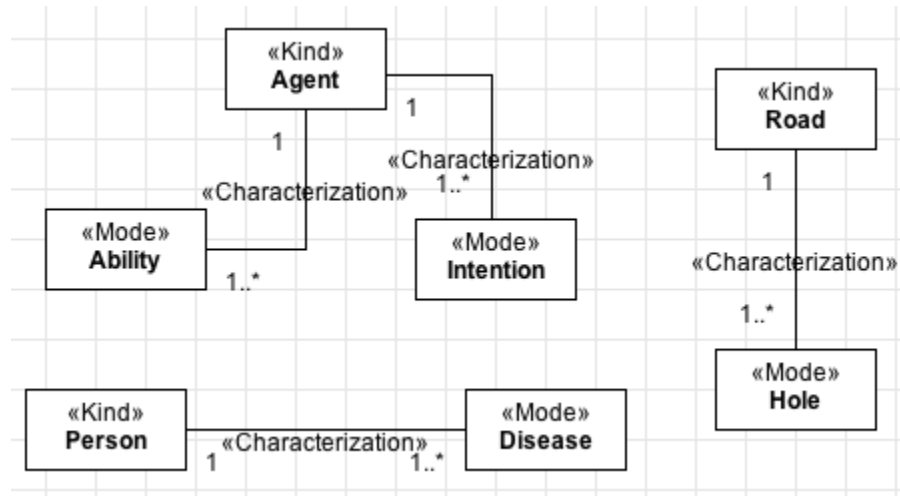 «Kind»
Agent
1
1
«Characterization»
1..*
«Characterization»
«Mode»
Ability
1..*
«Mode»
Intention
«Kind»
Road
1
«Characterization»
1..*
«Mode»
Hole
«Kind»
Person
1
«Characterization»
1..*
«Mode»
Disease